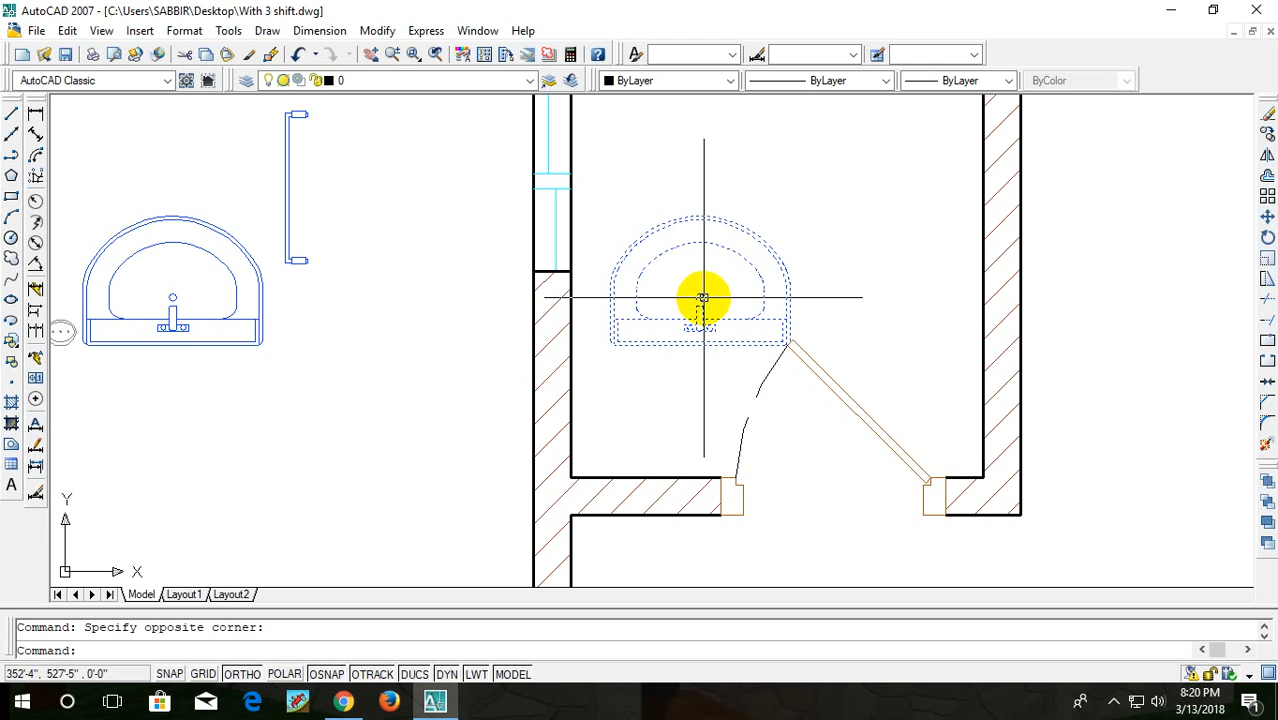 AutoCAD 2007 - [C:\Users\SABBIR\Desktop\With 3 shift.dwg]
File Edit View Insert Format Tools Draw Dimension Modify Express Window Help
AutoCAD Classic 0 ByLayer ByLayer ByLayer ByColor
A
A
Y
X
Model Layout1 Layout2
Command: Specify opposite corner:
Command:
352'-4", 527'-5", 0'-0" SNAP GRID ORTHO POLAR OSNAP OTRACK DUCS DYN LWT MODEL
8:20 PM
3/13/2018